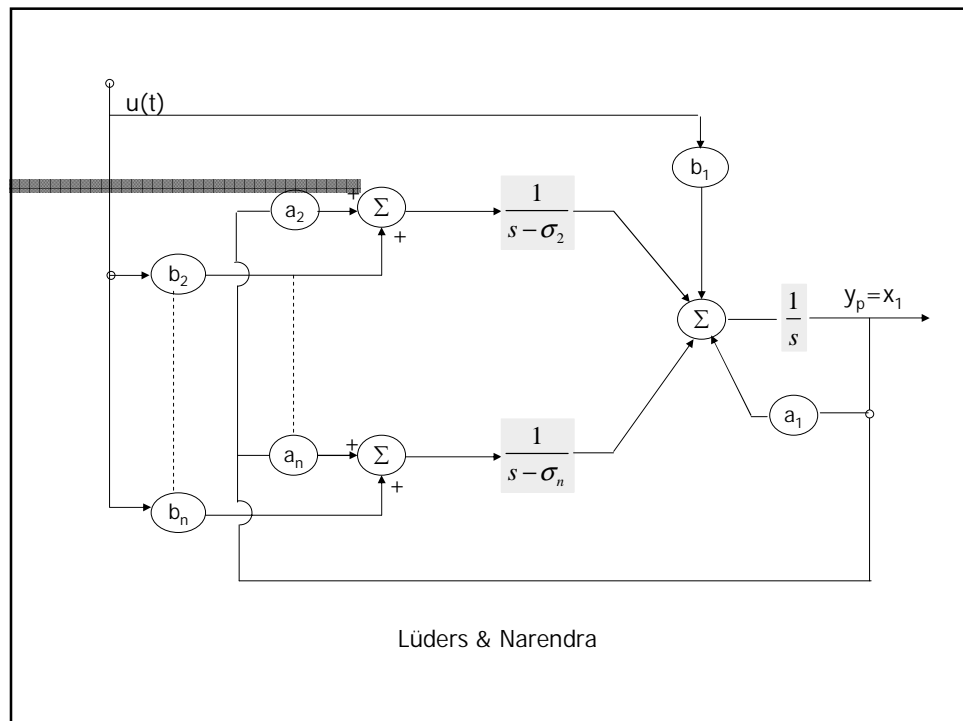 u(t)
b₁
+
a₂ Σ
1/(s−σ₂)
+
b₂
Σ
1/s
yₚ=x₁
a₁
1/(s−σₙ)
+
aₙ Σ
+
bₙ
Lüders & Narendra